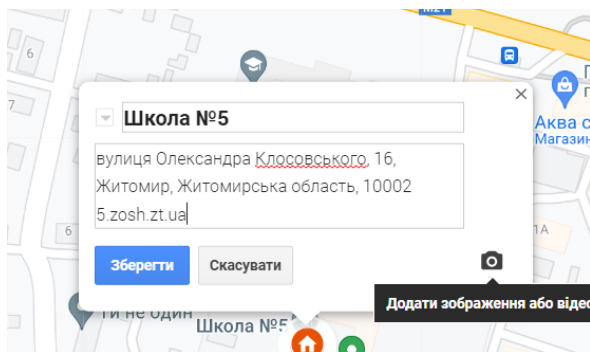 M21
6
7
Школа №5
вулиця Олександра Клосовського, 16,
Житомир, Житомирська область, 10002
5.zosh.zt.ua
Аква с
Магазин
6
1А
Зберегти
Скасувати
Додати зображення або відео
Ти не один
Школа №5